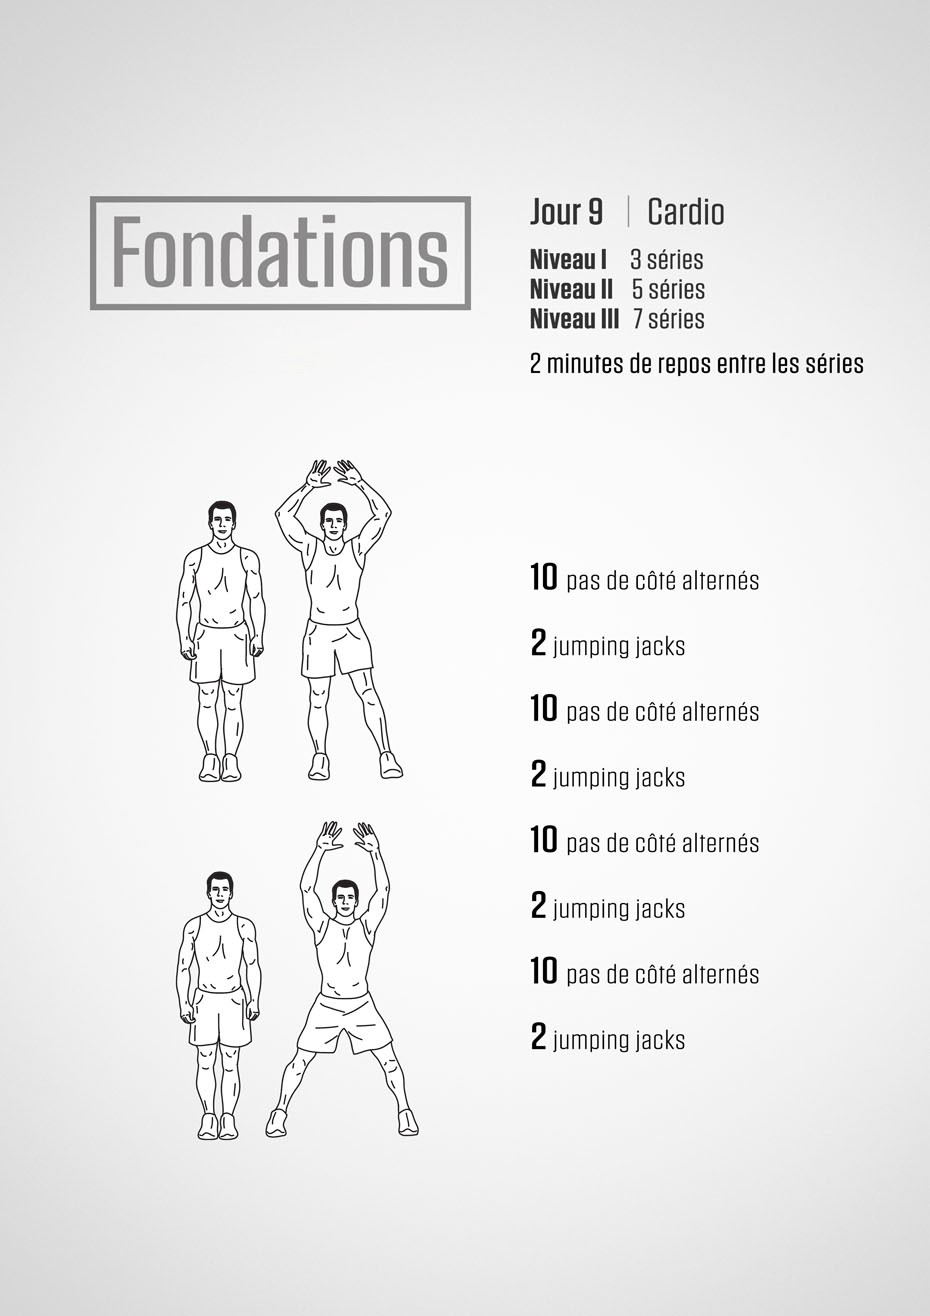 Fondations
Jour 9 | Cardio
Niveau I 3 séries
Niveau II 5 séries
Niveau III 7 séries
2 minutes de repos entre les séries
10 pas de côté alternés
2 jumping jacks
10 pas de côté alternés
2 jumping jacks
10 pas de côté alternés
2 jumping jacks
10 pas de côté alternés
2 jumping jacks